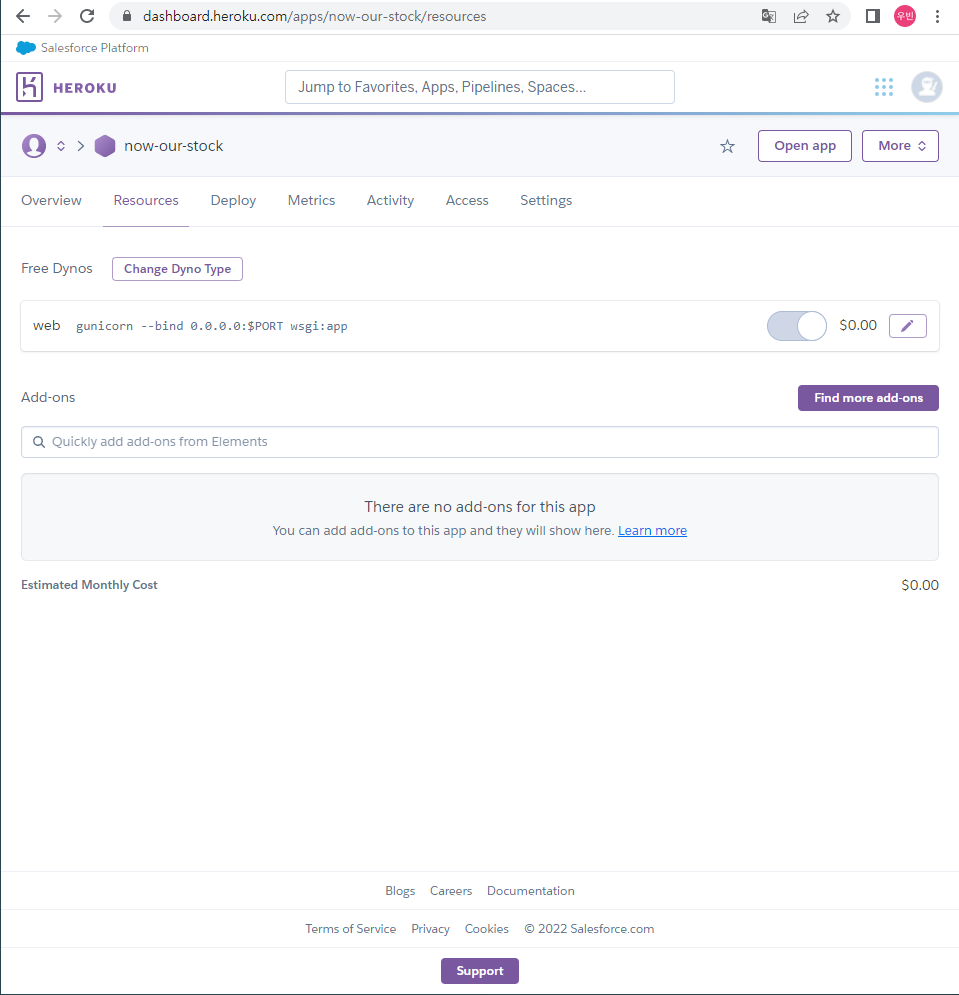 dashboard.heroku.com/apps/now-our-stock/resources
우빈
Salesforce Platform
HEROKU
Jump to Favorites, Apps, Pipelines, Spaces...
now-our-stock
Open app
More
Overview Resources Deploy Metrics Activity Access Settings
Free Dynos Change Dyno Type
web gunicorn --bind 0.0.0.0:$PORT wsgi:app $0.00
Add-ons Find more add-ons
Quickly add add-ons from Elements
There are no add-ons for this app
You can add add-ons to this app and they will show here. Learn more
Estimated Monthly Cost $0.00
Blogs Careers Documentation
Terms of Service Privacy Cookies © 2022 Salesforce.com
Support